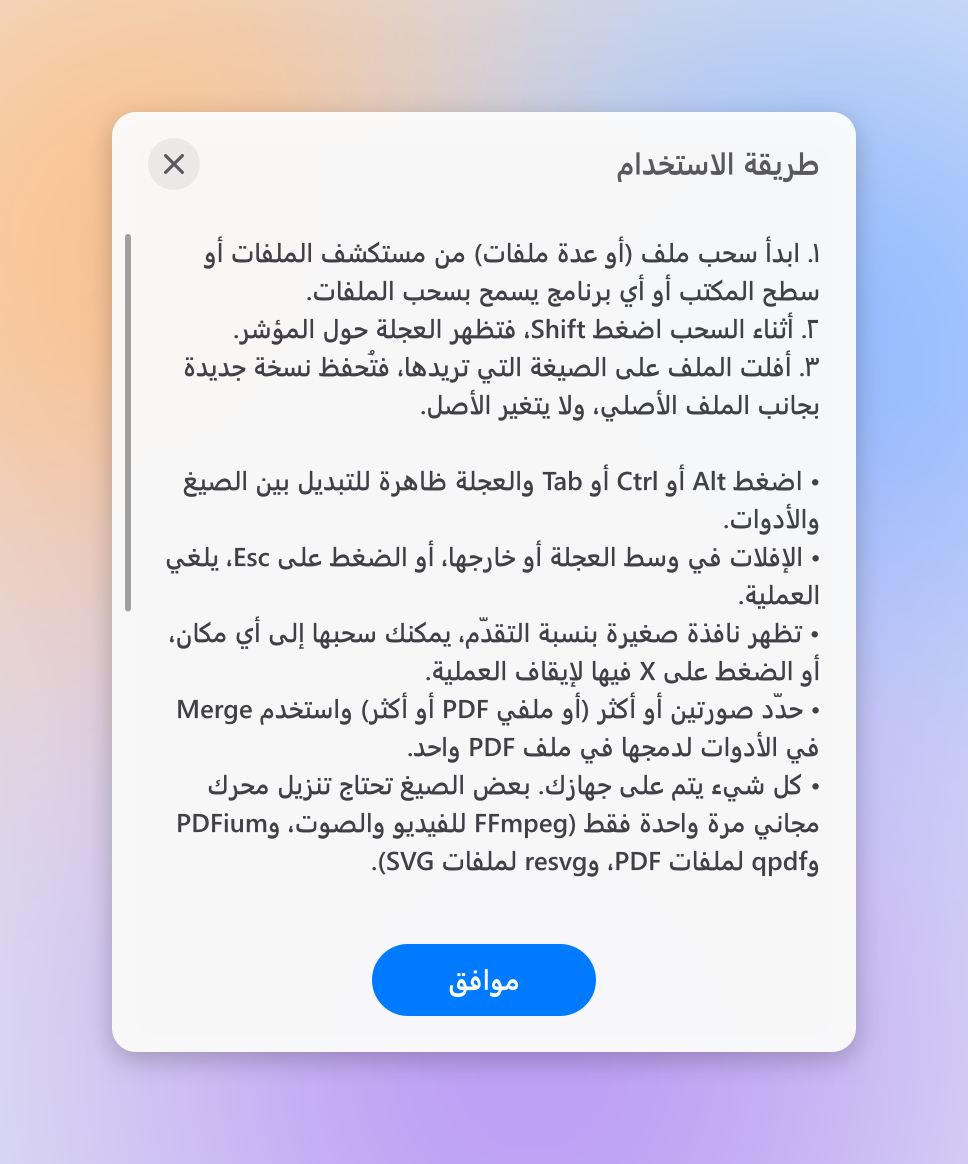 طريقة الاستخدام
١. ابدأ سحب ملف (أو عدة ملفات) من مستكشف الملفات أو
سطح المكتب أو أي برنامج يسمح بسحب الملفات.
٢. أثناء السحب اضغط Shift، فتظهر العجلة حول المؤشر.
٣. أفلت الملف على الصيغة التي تريدها، فتُحفظ نسخة جديدة
بجانب الملف الأصلي، ولا يتغير الأصل.
• اضغط Alt أو Ctrl أو Tab والعجلة ظاهرة للتبديل بين الصيغ
والأدوات.
• الإفلات في وسط العجلة أو خارجها، أو الضغط على Esc، يلغي
العملية.
• تظهر نافذة صغيرة بنسبة التقدّم، يمكنك سحبها إلى أي مكان،
أو الضغط على X فيها لإيقاف العملية.
• حدّد صورتين أو أكثر (أو ملفي PDF أو أكثر) واستخدم Merge
في الأدوات لدمجها في ملف PDF واحد.
• كل شيء يتم على جهازك. بعض الصيغ تحتاج تنزيل محرك
مجاني مرة واحدة فقط (FFmpeg للفيديو والصوت، وPDFium
وqpdf لملفات PDF، وresvg لملفات SVG).
موافق